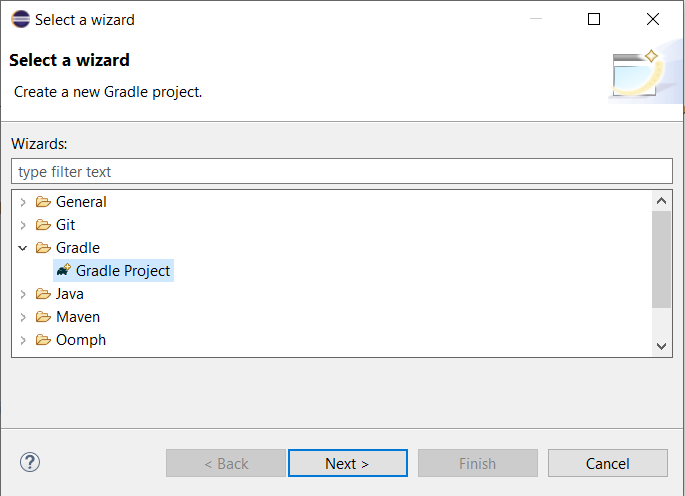 Select a wizard
Select a wizard
Create a new Gradle project.
Wizards:
type filter text
General
Git
Gradle
Gradle Project
Java
Maven
Oomph
? < Back Next > Finish Cancel